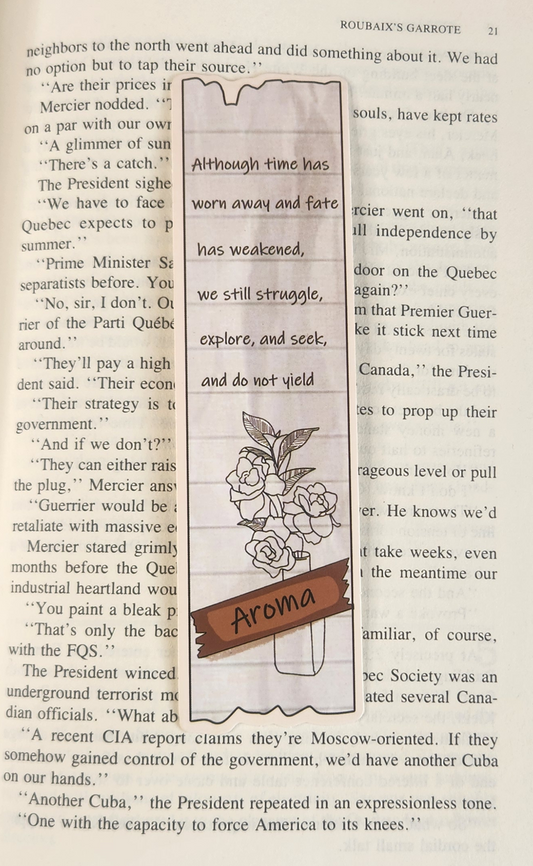 ROUBAIX'S GARROTE 21
neighbors to the north went ahead and did something about it. We had
no option but to tap their source.''
``Are their prices in
Mercier nodded. souls, have kept rates
on a par with our own
``A glimmer of sun
``There's a catch.''
The President sighe
``We have to face rcier went on, ``that
Quebec expects to p ll independence by
summer.''
``Prime Minister Sa door on the Quebec
separatists before. You again?''
``No, sir, I don't. Ou m that Premier Guer-
rier of the Parti Québé ke it stick next time
around.''
``They'll pay a high Canada,'' the Presi-
dent said. ``Their econ
``Their strategy is to tes to prop up their
government.''
``And if we don't?''
``They can either rais rageous level or pull
the plug,'' Mercier ans
``Guerrier would be a er. He knows we'd
retaliate with massive e
Mercier stared grimly t take weeks, even
months before the Que the meantime our
industrial heartland wou
``You paint a bleak p
``That's only the bac amiliar, of course,
with the FQS.''
The President winced bec Society was an
underground terrorist mo ated several Cana-
dian officials. ``What ab
``A recent CIA report claims they're Moscow-oriented. If they
somehow gained control of the government, we'd have another Cuba
on our hands.''
``Another Cuba,'' the President repeated in an expressionless tone.
``One with the capacity to force America to its knees.''
Although time has
worn away and fate
has weakened,
we still struggle,
explore, and seek,
and do not yield
Aroma